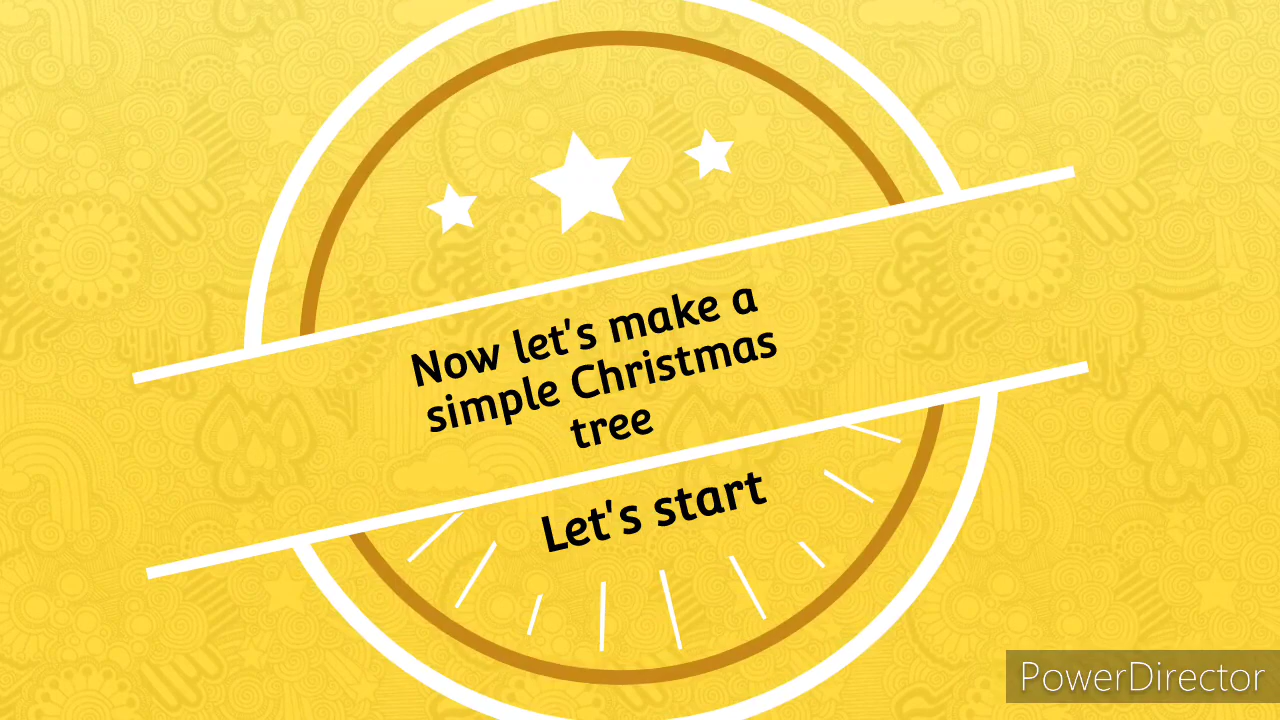 Now let's make a
simple Christmas
tree
Let's start
PowerDirector